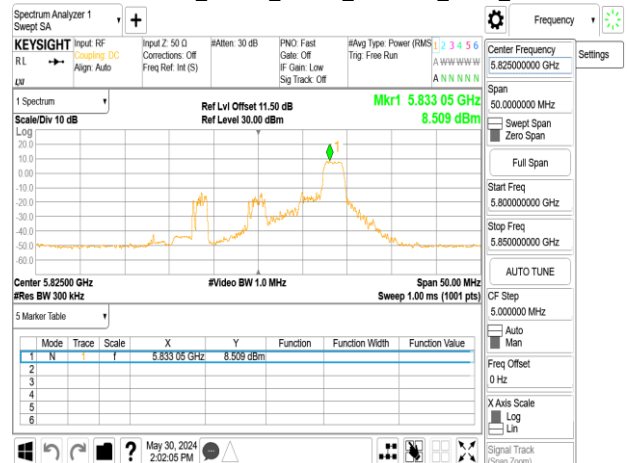 Spectrum Analyzer 1
Swept SA
Frequency
KEYSIGHT
Input: RF
Input Z: 50 Ω
#Atten: 30 dB
PNO: Fast
#Avg Type: Power (RMS)
1 2 3 4 5 6
RL
Coupling: DC
Corrections: Off
Gate: Off
Trig: Free Run
Align: Auto
Freq Ref: Int (S)
IF Gain: Low
A W W W W W
Sig Track: Off
A N N N N N
LXI
Center Frequency
5.825000000 GHz
Settings
Span
50.0000000 MHz
Swept Span
Zero Span
Full Span
Start Freq
5.800000000 GHz
Stop Freq
5.850000000 GHz
AUTO TUNE
CF Step
5.000000 MHz
Auto
Man
Freq Offset
0 Hz
X Axis Scale
Log
Lin
Signal Track
(Span Zoom)
1 Spectrum
Ref Lvl Offset 11.50 dB
Mkr1 5.833 05 GHz
Scale/Div 10 dB
Ref Level 30.00 dBm
8.509 dBm
Log
1
20.0
10.0
0.00
-10.0
-20.0
-30.0
-40.0
-50.0
-60.0
Center 5.82500 GHz
#Video BW 1.0 MHz
Span 50.00 MHz
#Res BW 300 kHz
Sweep 1.00 ms (1001 pts)
5 Marker Table
Mode Trace Scale X Y Function Function Width Function Value
1 N 1 f 5.833 05 GHz 8.509 dBm
2
3
4
5
6
?
May 30, 2024
2:02:05 PM